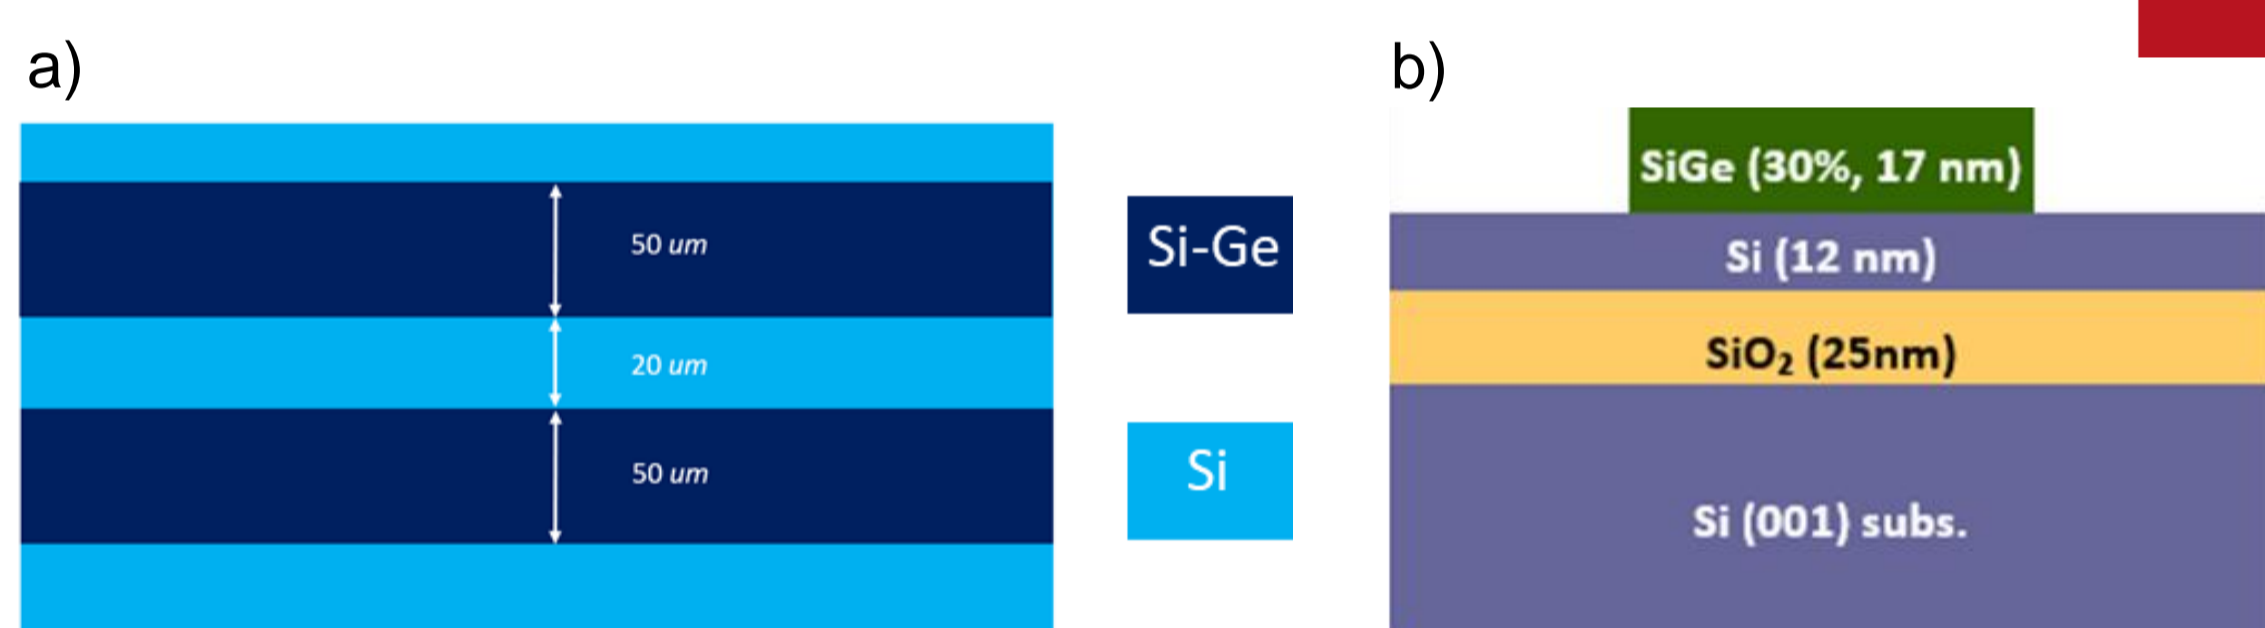 a)
50 um
20 um
50 um
Si-Ge
Si
b)
SiGe (30%, 17 nm)
Si (12 nm)
SiO₂ (25nm)
Si (001) subs.